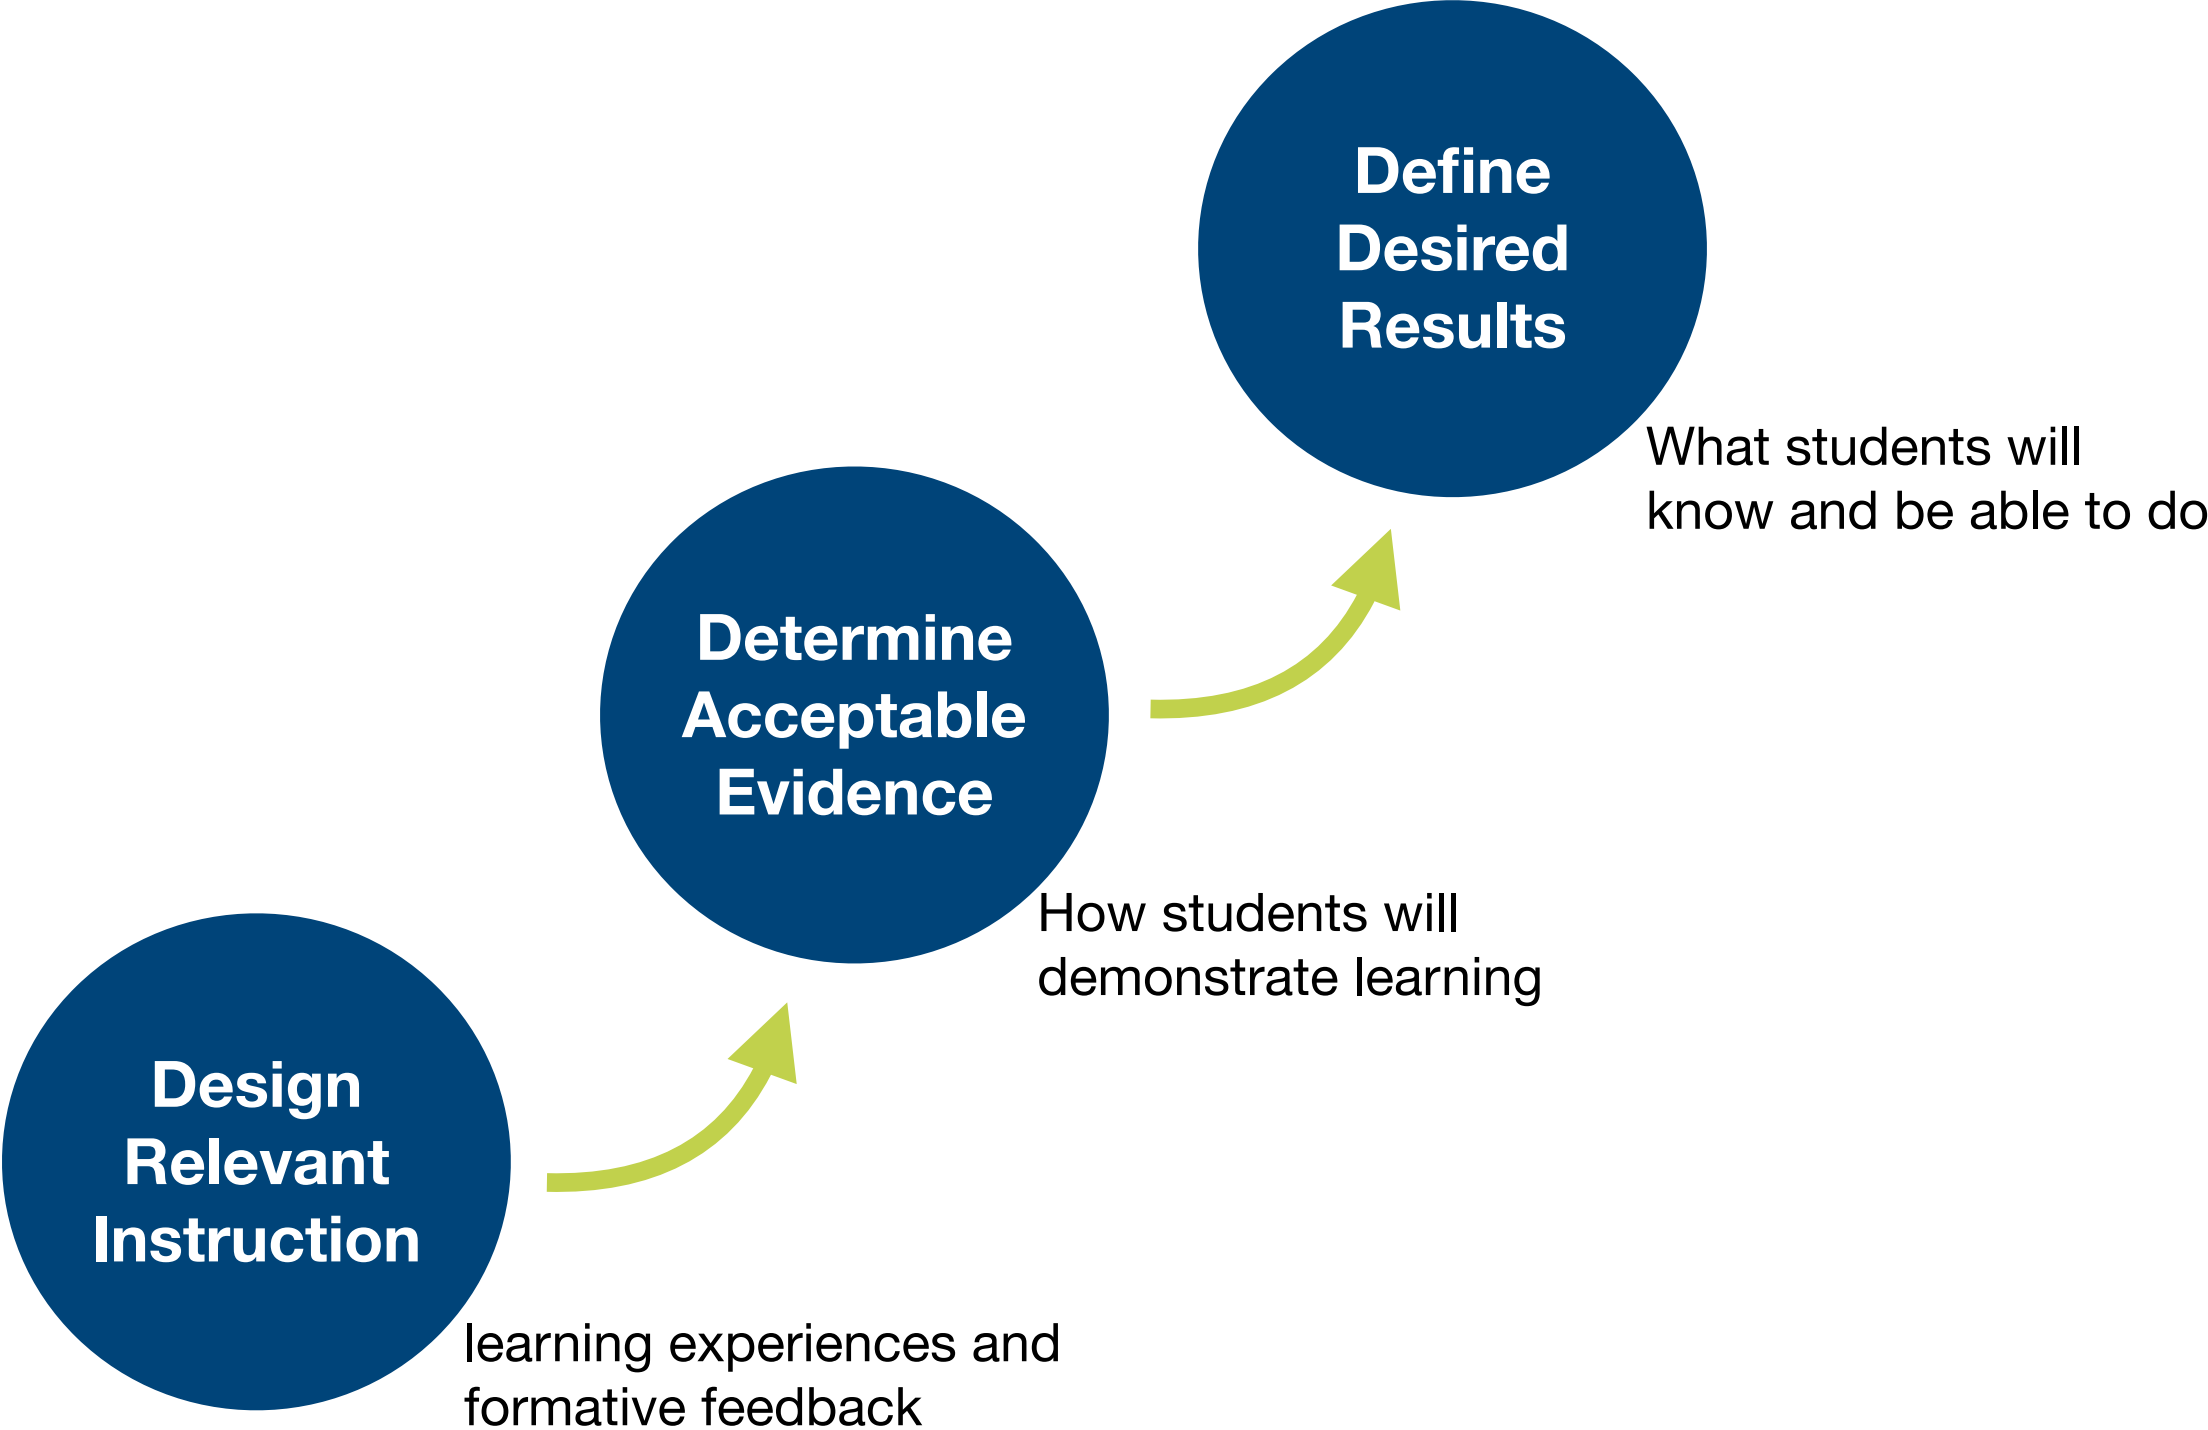 Define
Desired
Results
What students will
know and be able to do
Determine
Acceptable
Evidence
How students will
demonstrate learning
Design
Relevant
Instruction
learning experiences and
formative feedback